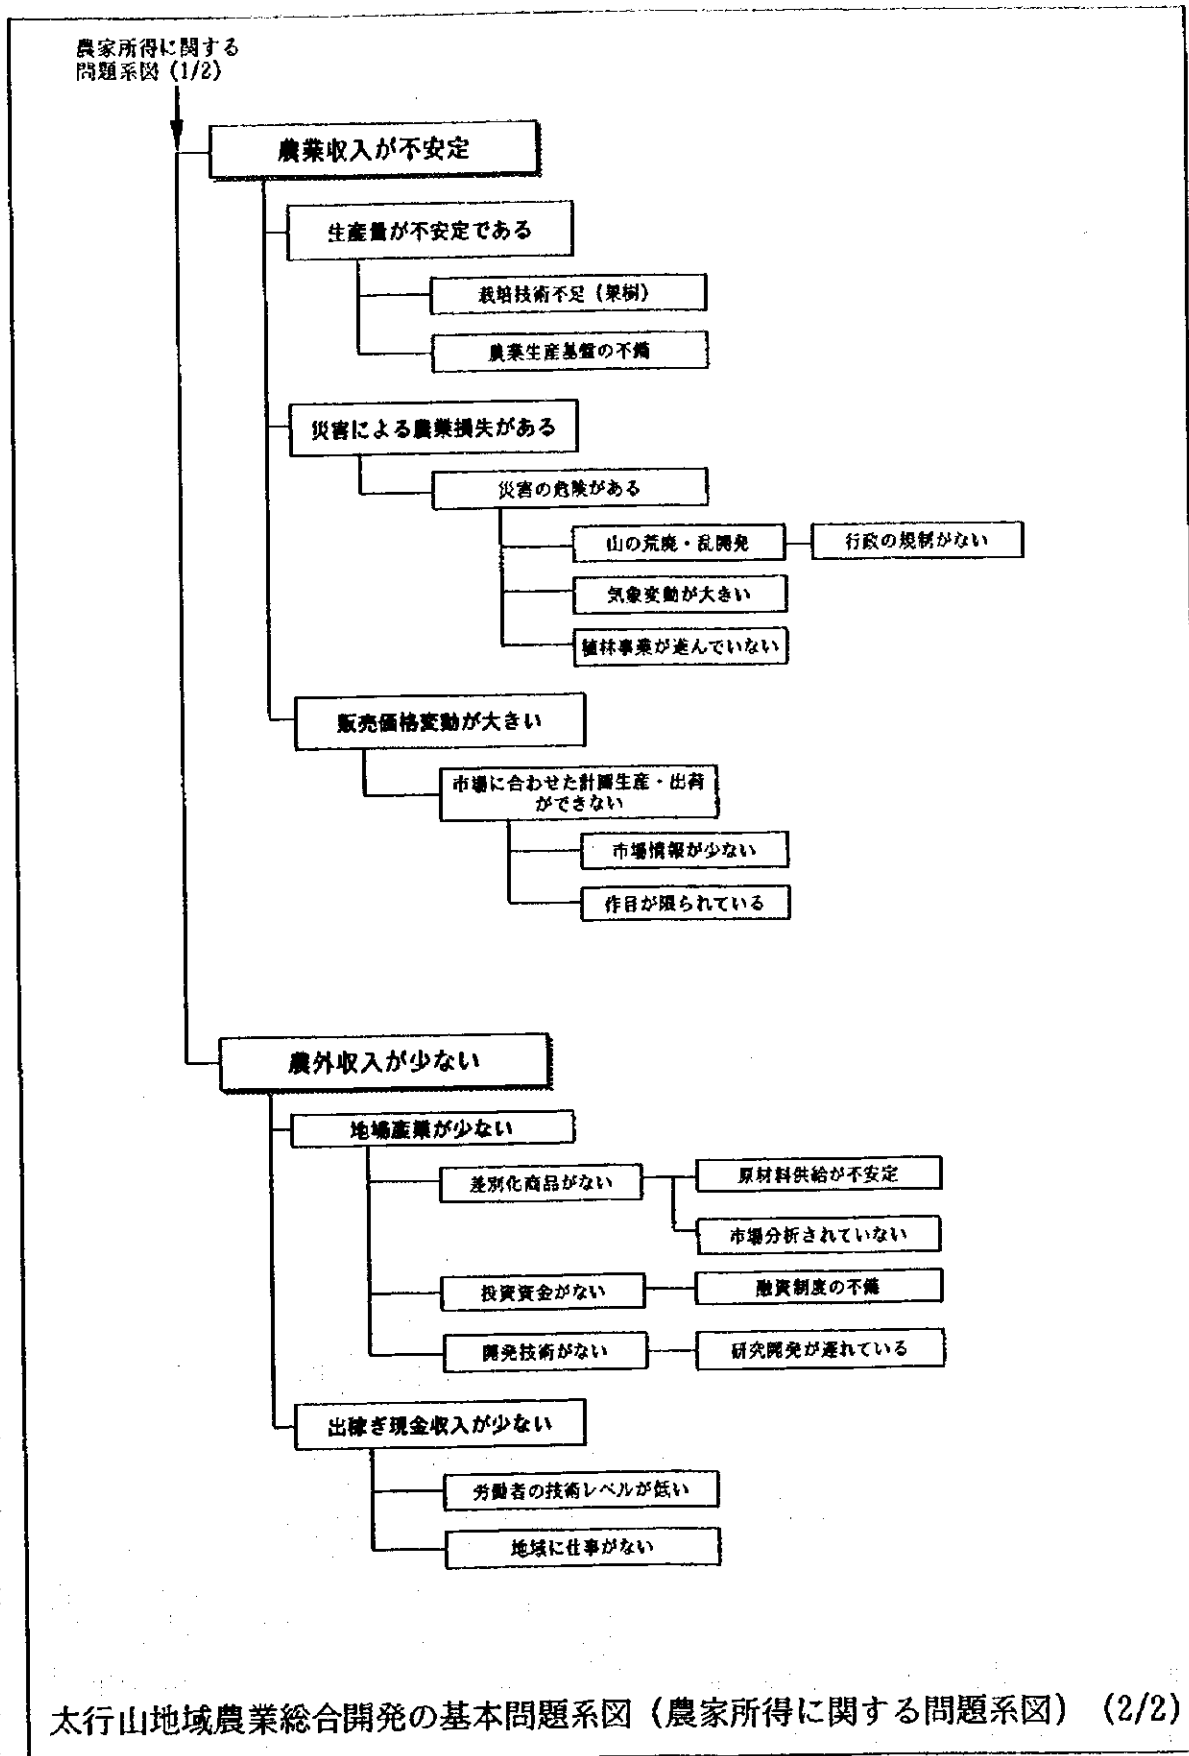 農家所得に関する
問題系図 (1/2)
農業収入が不安定
生産量が不安定である
栽培技術不足（果樹）
農業生産基盤の不備
災害による農業損失がある
災害の危険がある
山の荒廃・乱開発
行政の規制がない
気象変動が大きい
植林事業が進んでいない
販売価格変動が大きい
市場に合わせた計画生産・出荷
ができない
市場情報が少ない
作目が限られている
農外収入が少ない
地場産業が少ない
差別化商品がない
原材料供給が不安定
市場分析されていない
投資資金がない
融資制度の不備
開発技術がない
研究開発が遅れている
出稼ぎ現金収入が少ない
労働者の技術レベルが低い
地域に仕事がない
太行山地域農業総合開発の基本問題系図（農家所得に関する問題系図） (2/2)